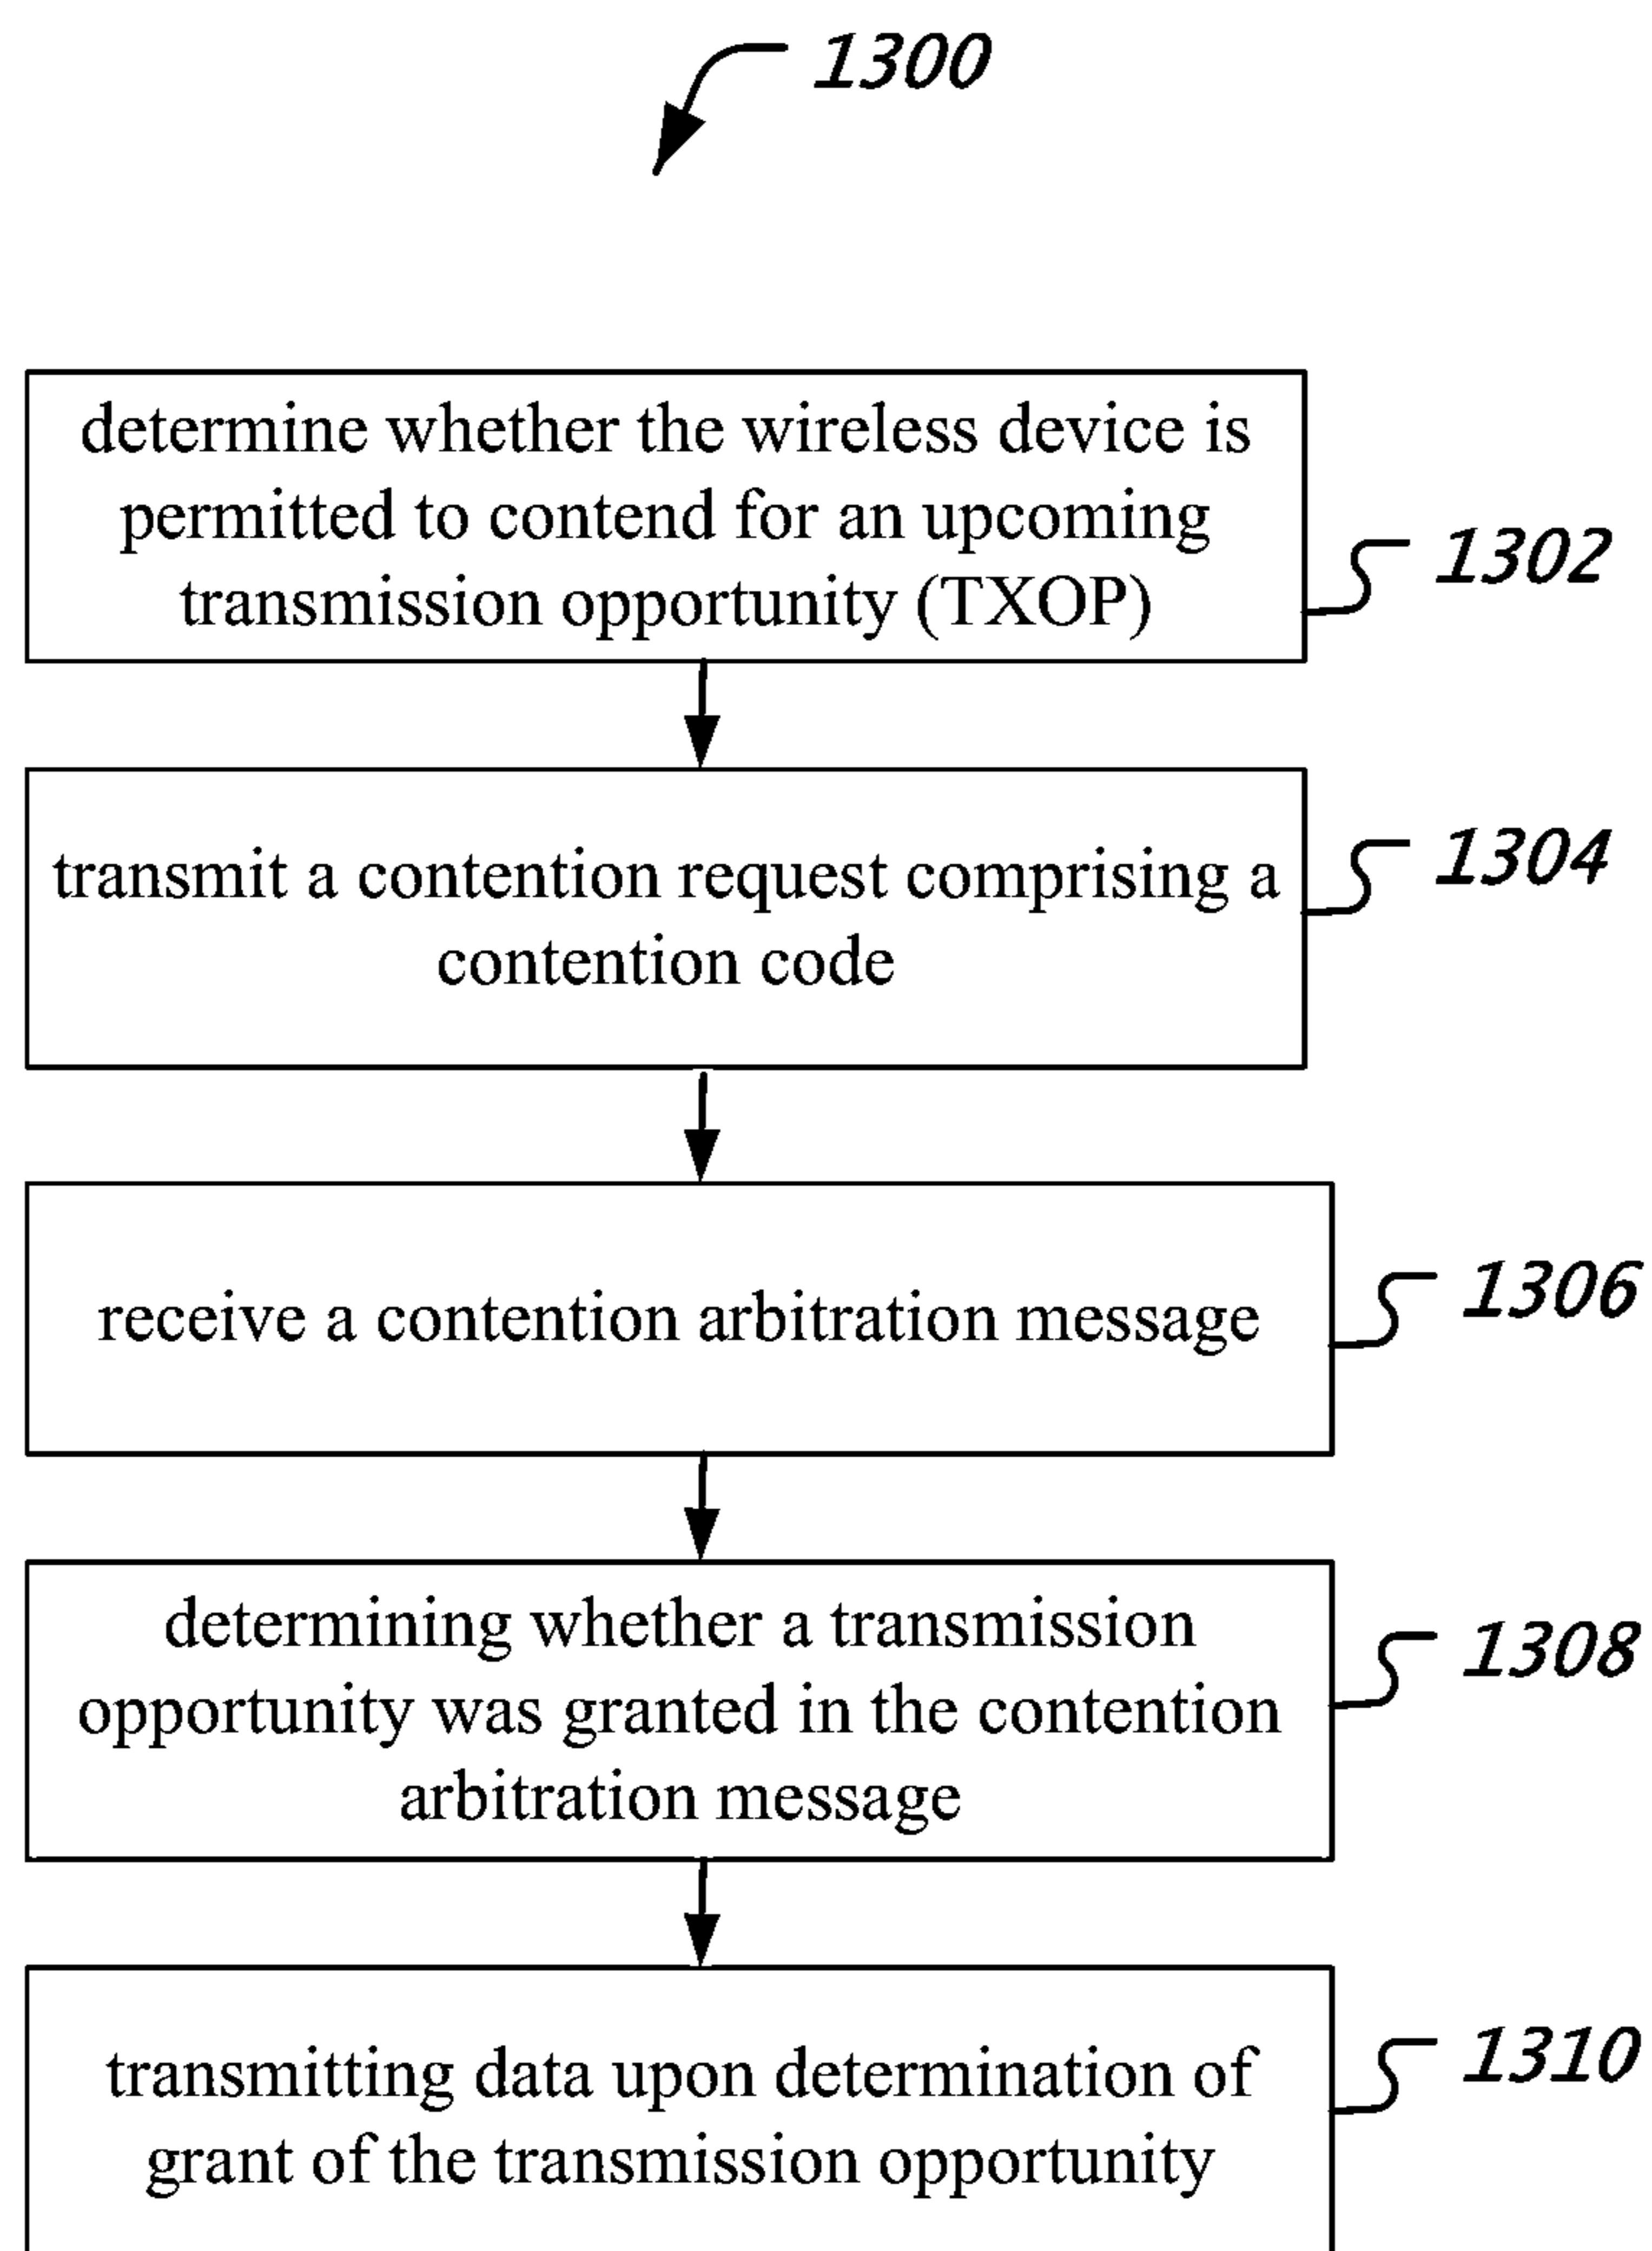 1300
determine whether the wireless device is
permitted to contend for an upcoming
transmission opportunity (TXOP)
1302
transmit a contention request comprising a
contention code
1304
receive a contention arbitration message
1306
determining whether a transmission
opportunity was granted in the contention
arbitration message
1308
transmitting data upon determination of
grant of the transmission opportunity
1310